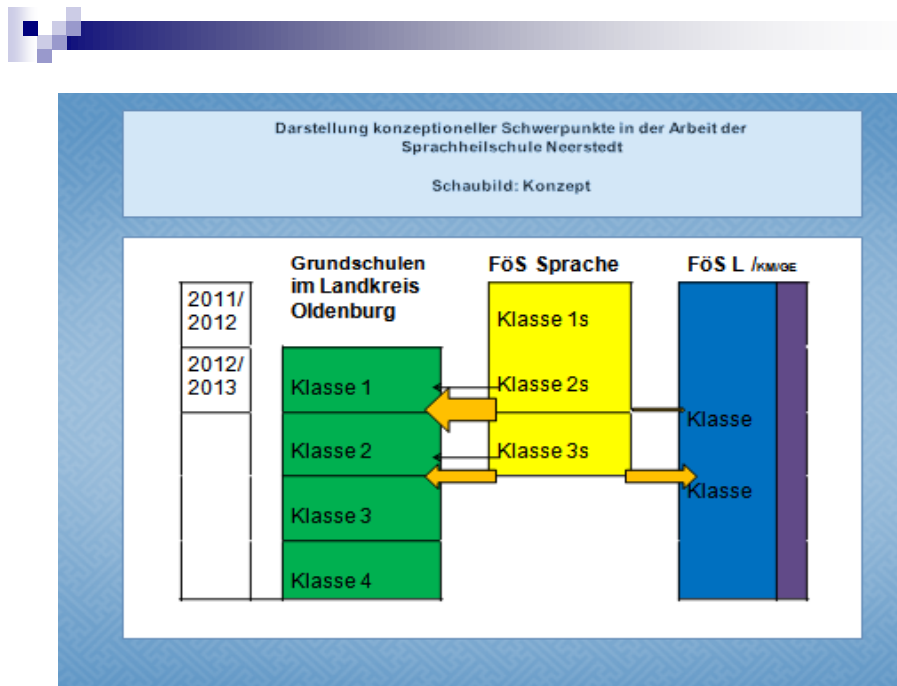 Darstellung konzeptioneller Schwerpunkte in der Arbeit der
Sprachheilschule Neerstedt
Schaubild: Konzept
Grundschulen
im Landkreis
Oldenburg
FöS Sprache
FöS L /KM/GE
2011/
2012
2012/
2013
Klasse 1
Klasse 2
Klasse 3
Klasse 4
Klasse 1s
Klasse 2s
Klasse 3s
Klasse
Klasse